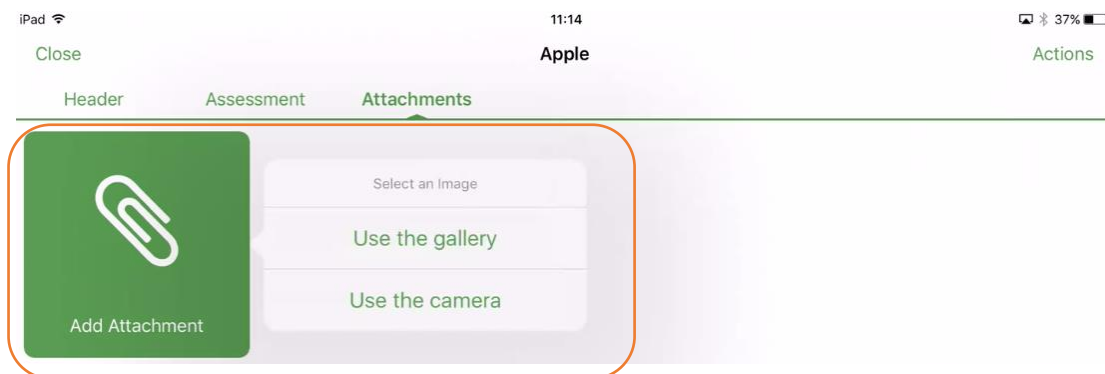 iPad 11:14 37%
Close Apple Actions
Header Assessment Attachments
Select an Image
Use the gallery
Use the camera
Add Attachment